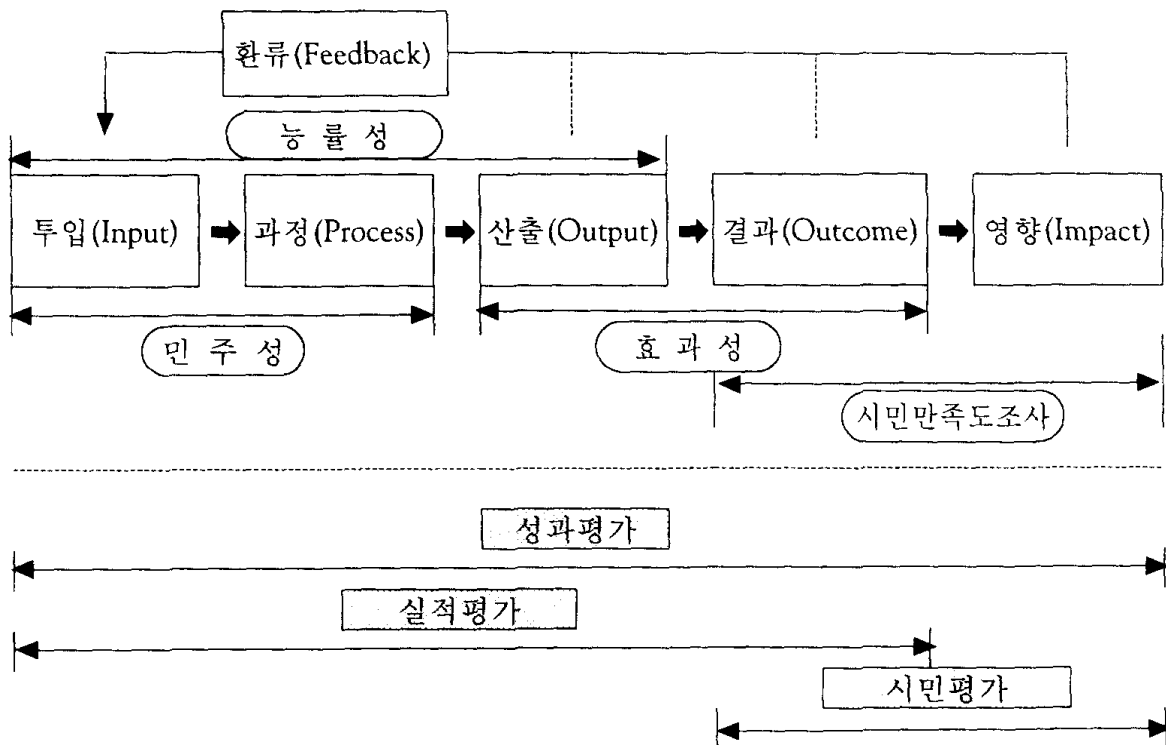 환류(Feedback)
능 률 성
투입(Input)
과정(Process)
산출(Output)
결과(Outcome)
영향(Impact)
민 주 성
효 과 성
시민만족도조사
성과평가
실적평가
시민평가